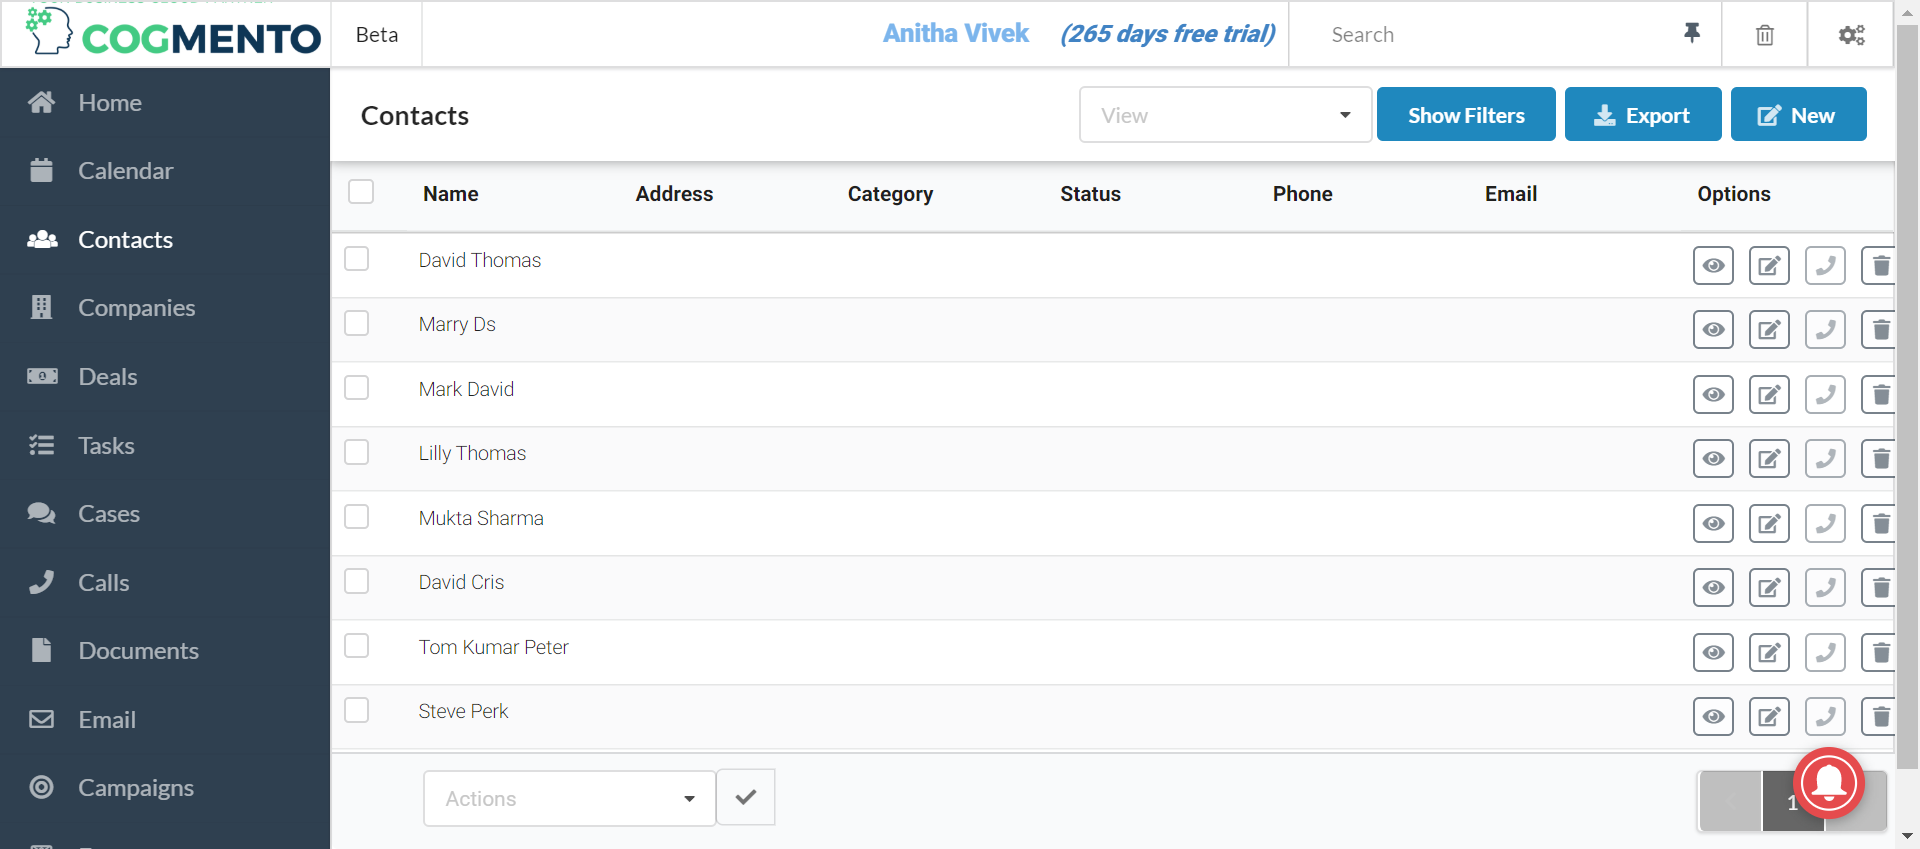 COGMENTO
Beta
Anitha Vivek (265 days free trial)
Search
Home
Calendar
Contacts
Companies
Deals
Tasks
Cases
Calls
Documents
Email
Campaigns
Contacts
View
Show Filters
Export
New
Name Address Category Status Phone Email Options
David Thomas
Marry Ds
Mark David
Lilly Thomas
Mukta Sharma
David Cris
Tom Kumar Peter
Steve Perk
Actions
1